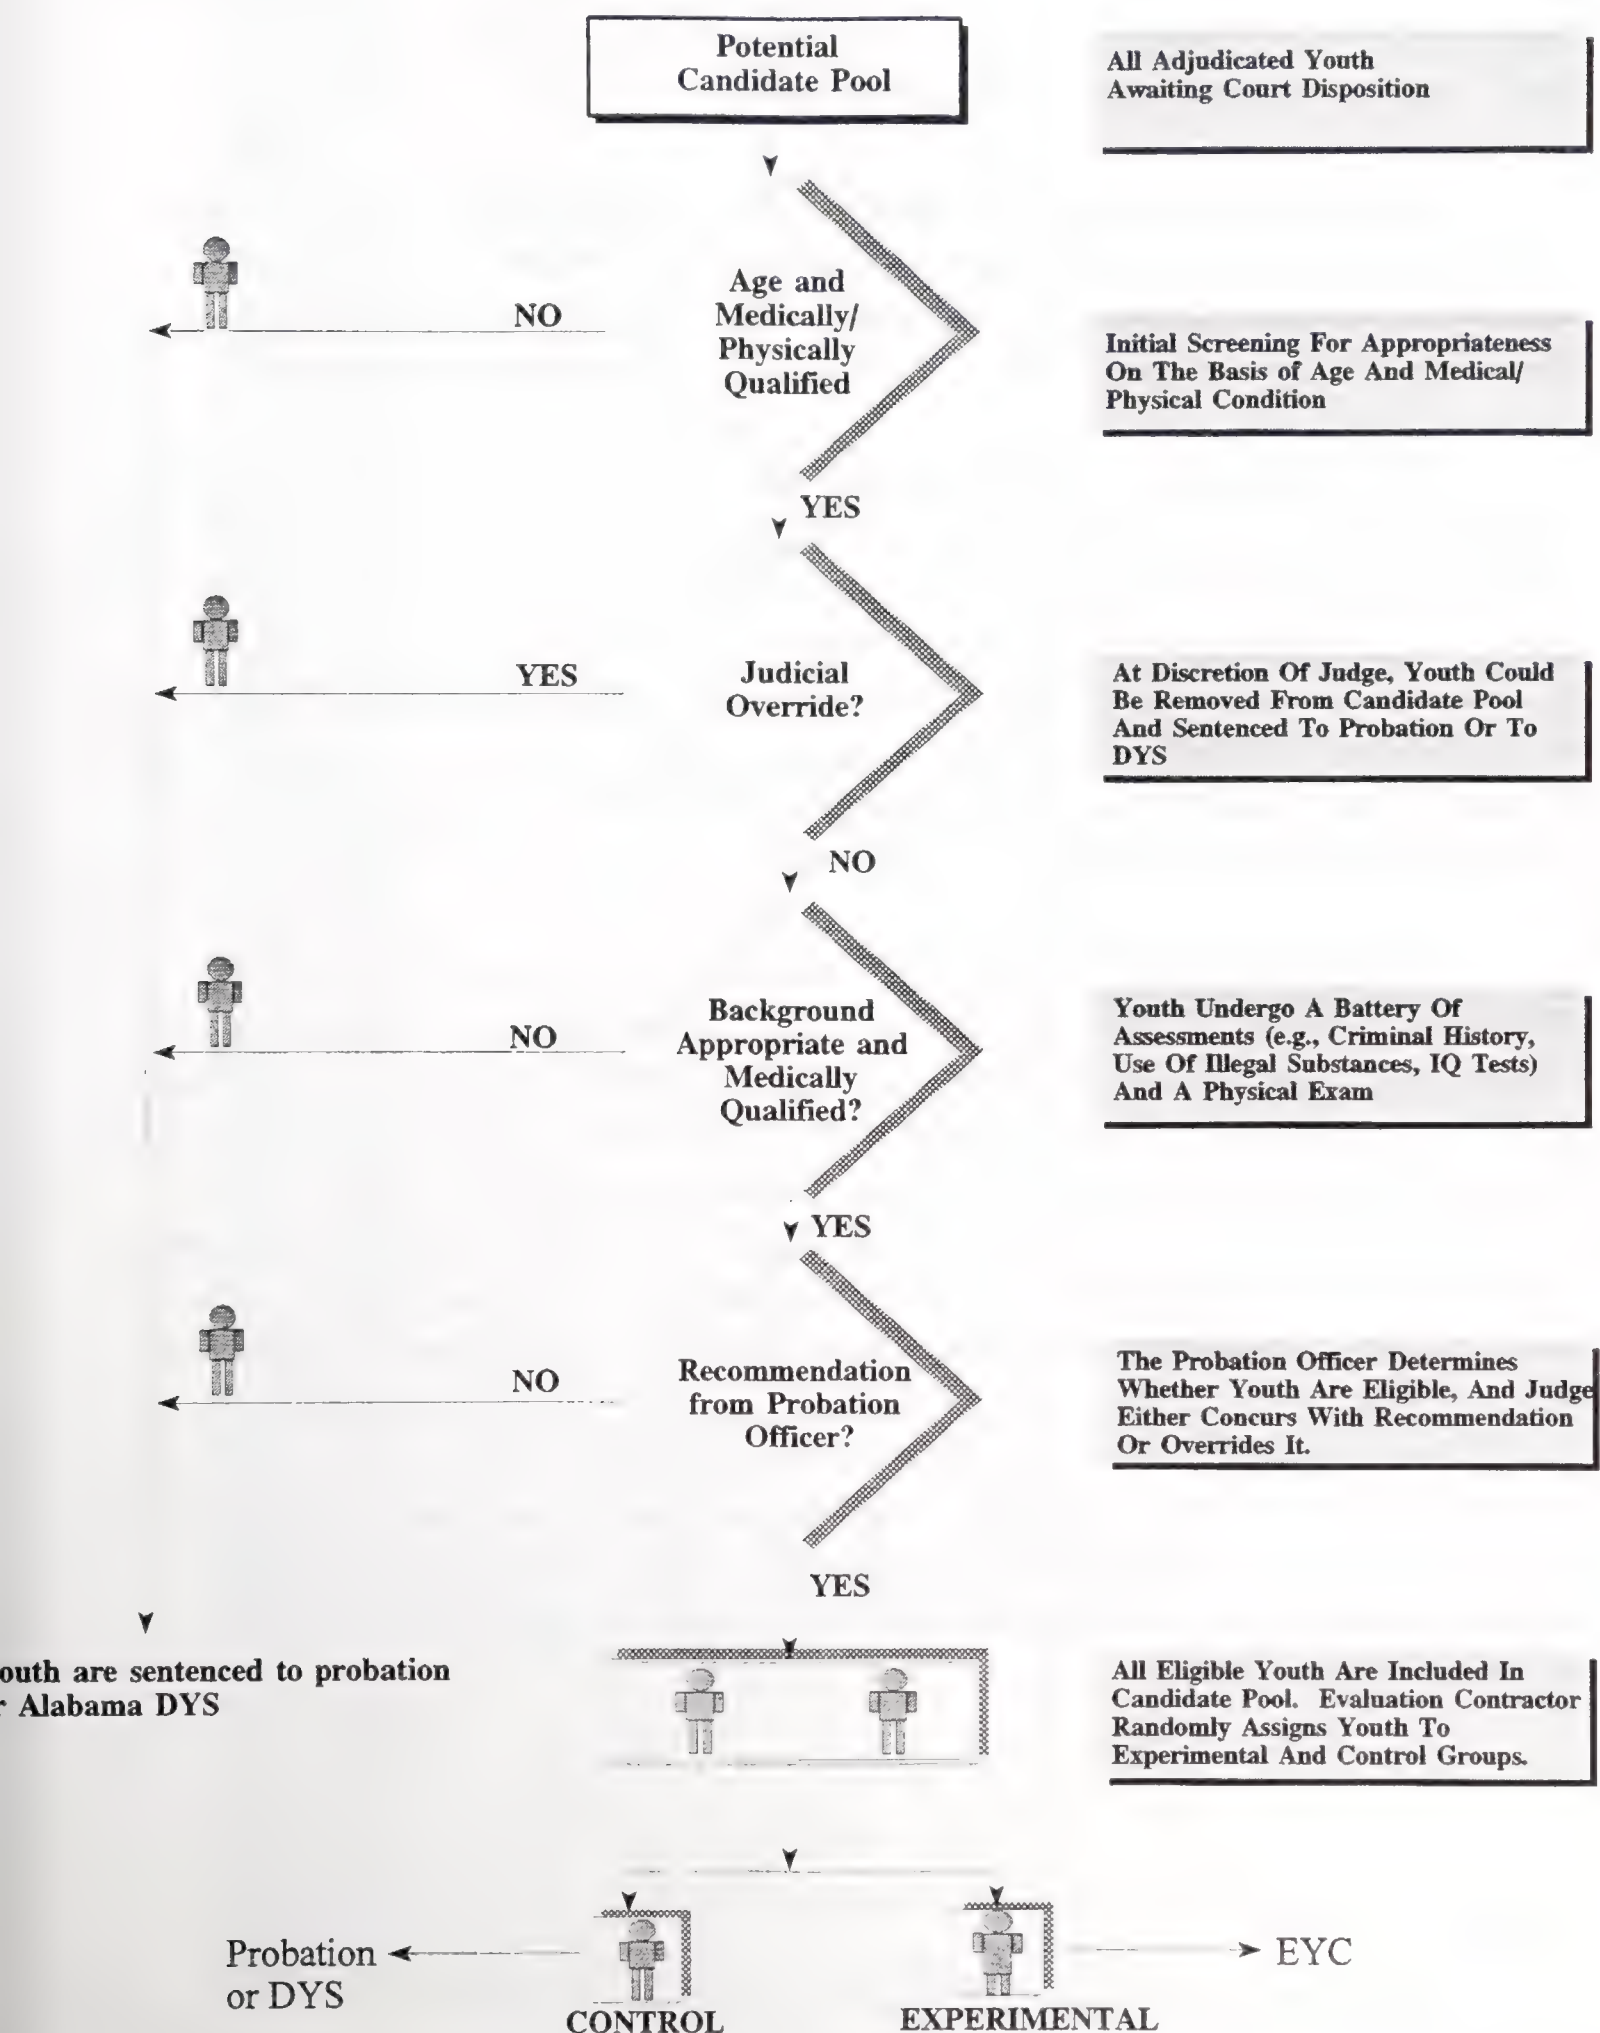 Potential
Candidate Pool
All Adjudicated Youth
Awaiting Court Disposition
NO
Age and
Medically/
Physically
Qualified
Initial Screening For Appropriateness
On The Basis of Age And Medical/
Physical Condition
YES
YES
Judicial
Override?
At Discretion Of Judge, Youth Could
Be Removed From Candidate Pool
And Sentenced To Probation Or To
DYS
NO
NO
Background
Appropriate and
Medically
Qualified?
Youth Undergo A Battery Of
Assessments (e.g., Criminal History,
Use Of Illegal Substances, IQ Tests)
And A Physical Exam
YES
NO
Recommendation
from Probation
Officer?
The Probation Officer Determines
Whether Youth Are Eligible, And Judge
Either Concurs With Recommendation
Or Overrides It.
YES
outh are sentenced to probation
r Alabama DYS
All Eligible Youth Are Included In
Candidate Pool. Evaluation Contractor
Randomly Assigns Youth To
Experimental And Control Groups.
Probation
or DYS
CONTROL
EXPERIMENTAL
EYC